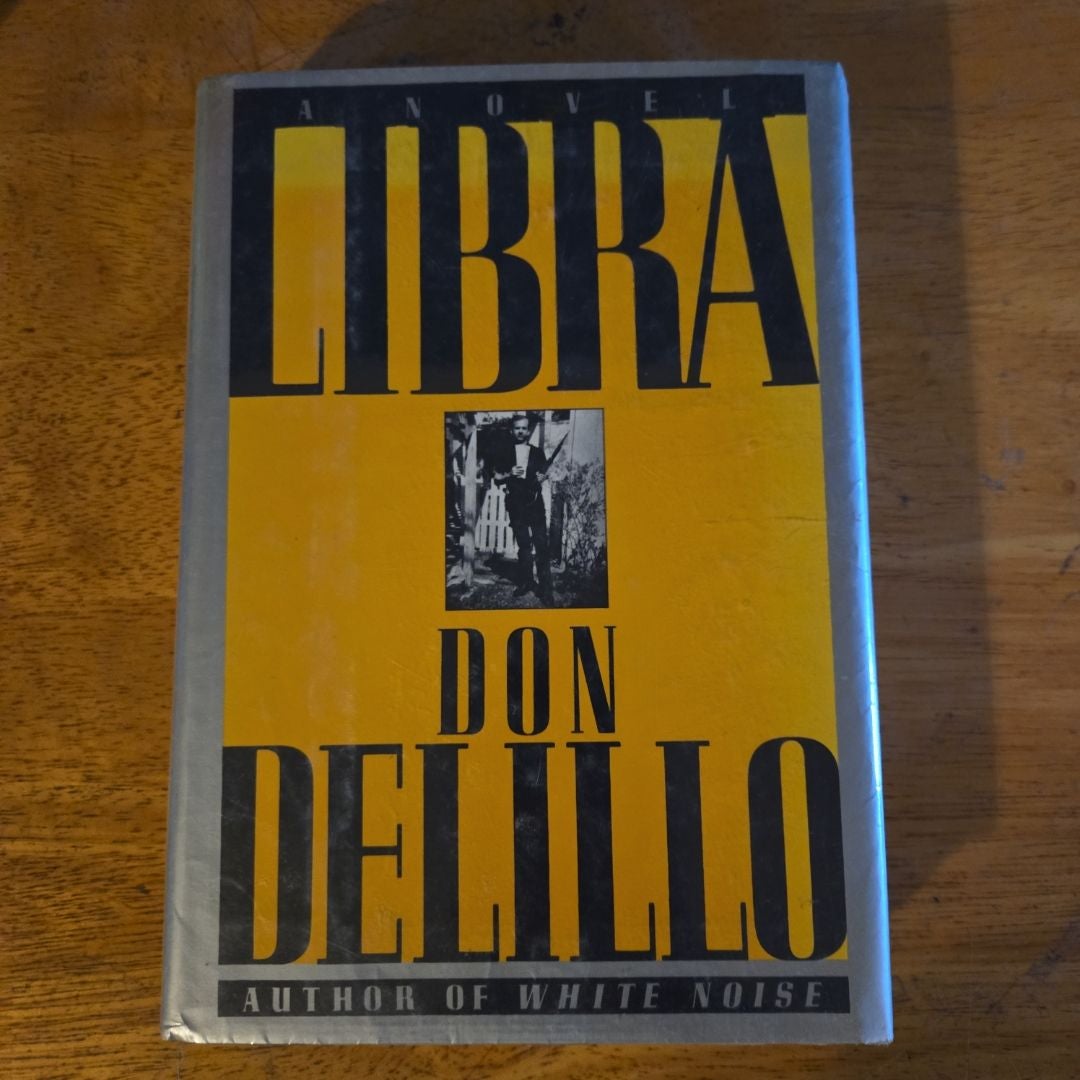 A NOVEL
LIBRA
DON
DELILLO
AUTHOR OF WHITE NOISE